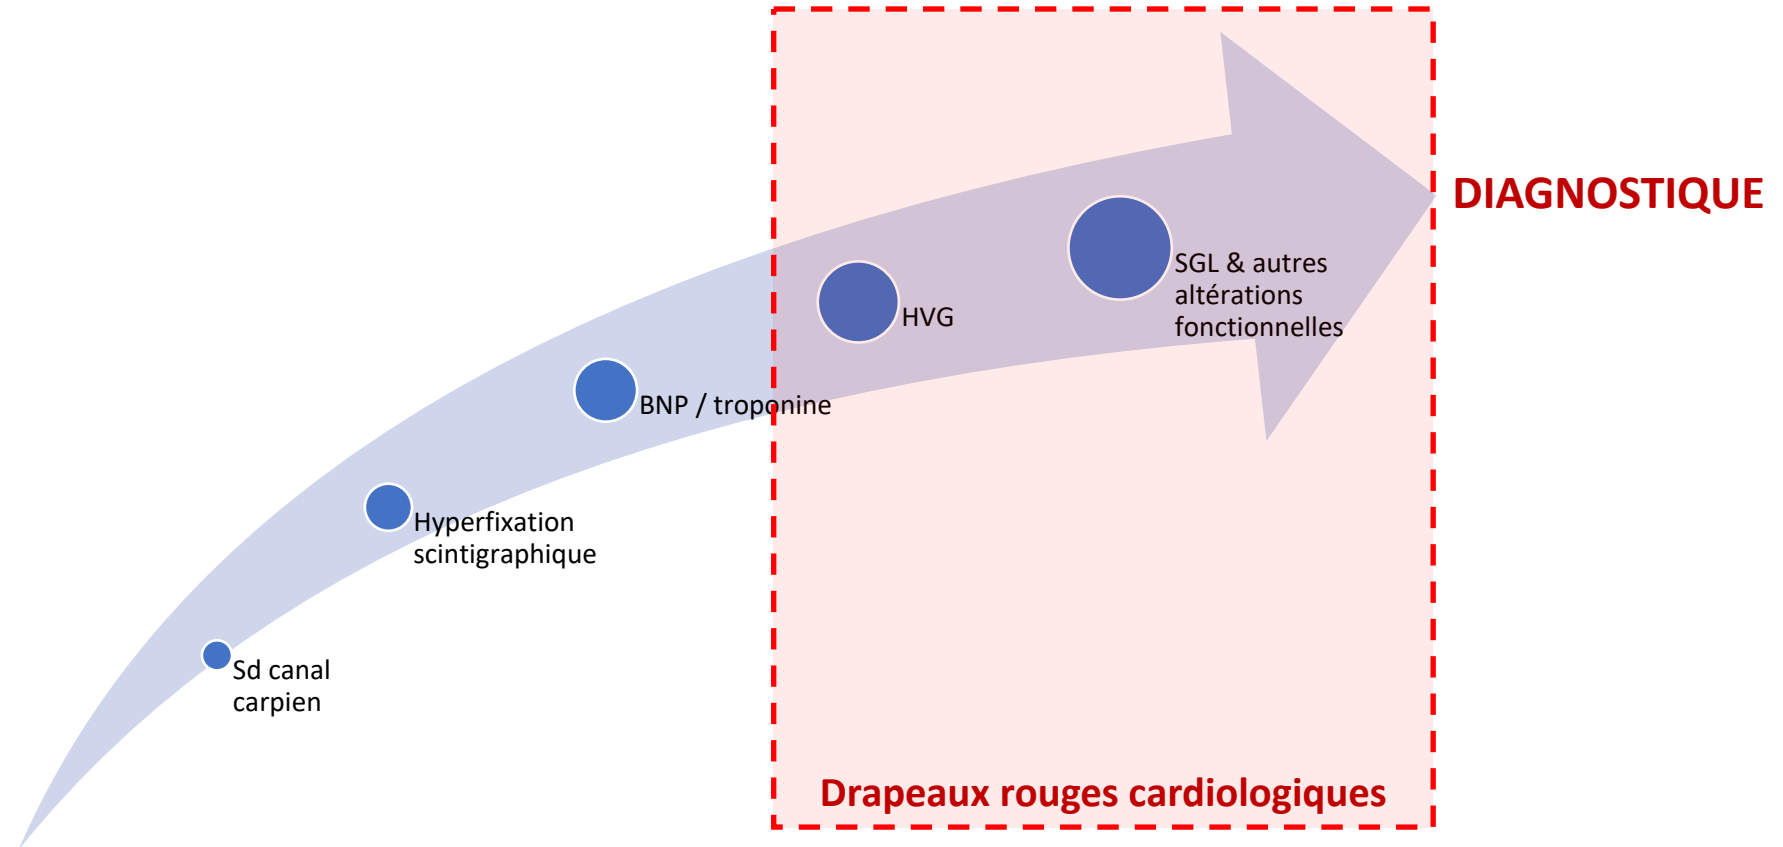 DIAGNOSTIQUE
SGL & autres
altérations
fonctionnelles
HVG
BNP / troponine
Hyperfixation
scintigraphique
Sd canal
carpien
Drapeaux rouges cardiologiques